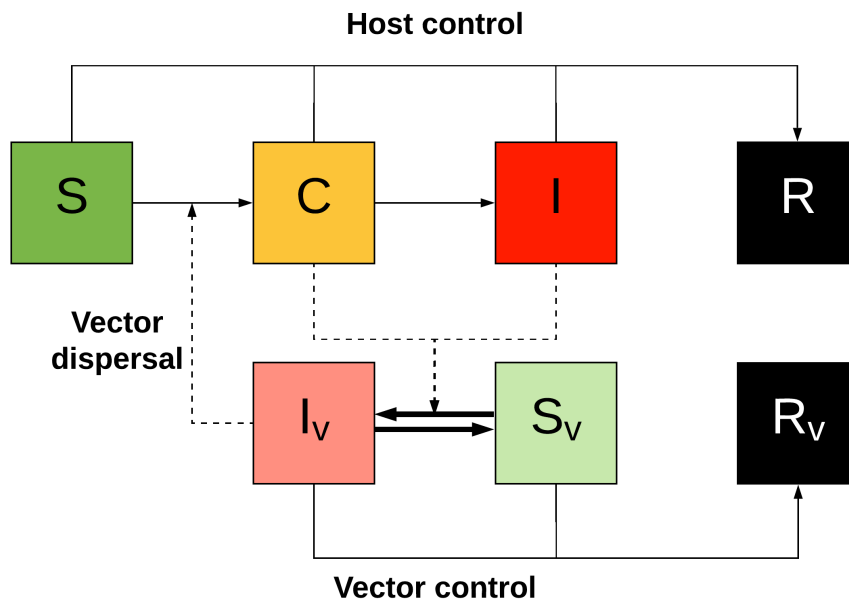 Host control
S
C
I
R
Vector
dispersal
Iv
Sv
Rv
Vector control